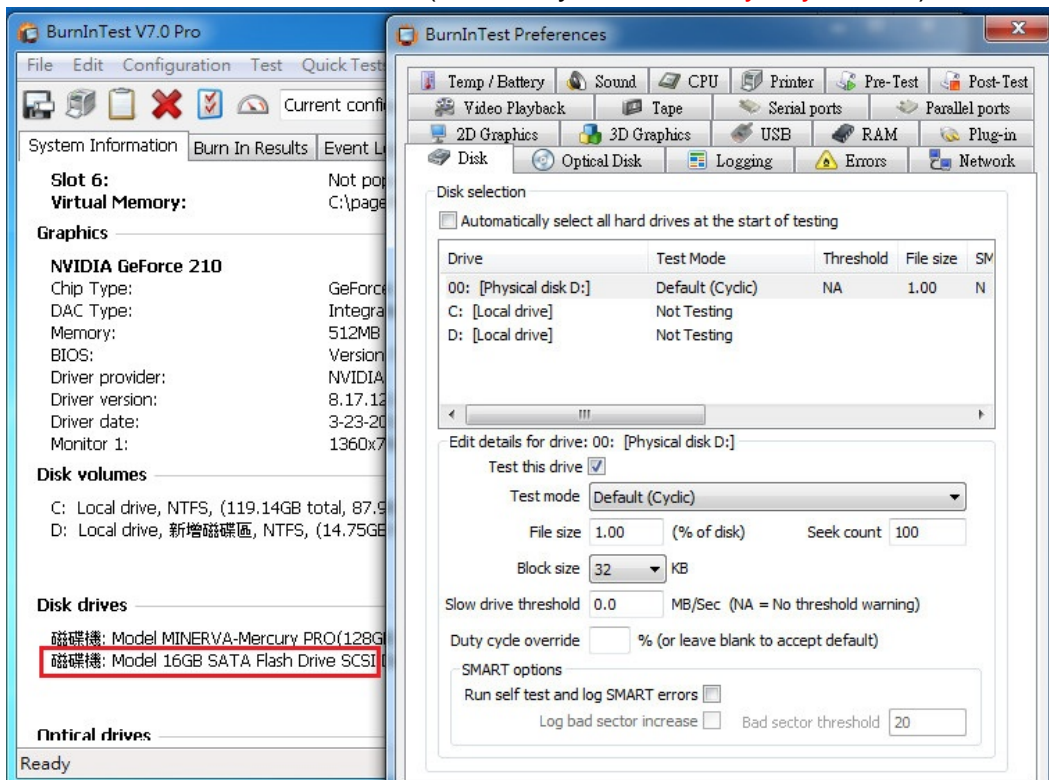 BurnInTest V7.0 Pro
File Edit Configuration Test Quick Tests
Current confi
System Information Burn In Results Event L
Slot 6: Not pop
Virtual Memory: C:\page
Graphics
NVIDIA GeForce 210
Chip Type: GeForce
DAC Type: Integra
Memory: 512MB
BIOS: Version
Driver provider: NVIDIA
Driver version: 8.17.12
Driver date: 3-23-20
Monitor 1: 1360x7
Disk volumes
C: Local drive, NTFS, (119.14GB total, 87.9
D: Local drive, 新增磁碟區, NTFS, (14.75GB
Disk drives
磁碟機: Model MINERVA-Mercury PRO(128G
磁碟機: Model 16GB SATA Flash Drive SCSI
Optical drives
Ready
BurnInTest Preferences
Temp / Battery Sound CPU Printer Pre-Test Post-Test
Video Playback Tape Serial ports Parallel ports
2D Graphics 3D Graphics USB RAM Plug-in
Disk Optical Disk Logging Errors Network
Disk selection
Automatically select all hard drives at the start of testing
Drive Test Mode Threshold File size SM
00: [Physical disk D:] Default (Cyclic) NA 1.00 N
C: [Local drive] Not Testing
D: [Local drive] Not Testing
Edit details for drive: 00: [Physical disk D:]
Test this drive
Test mode Default (Cyclic)
File size 1.00 (% of disk) Seek count 100
Block size 32 KB
Slow drive threshold 0.0 MB/Sec (NA = No threshold warning)
Duty cycle override % (or leave blank to accept default)
SMART options
Run self test and log SMART errors
Log bad sector increase Bad sector threshold 20